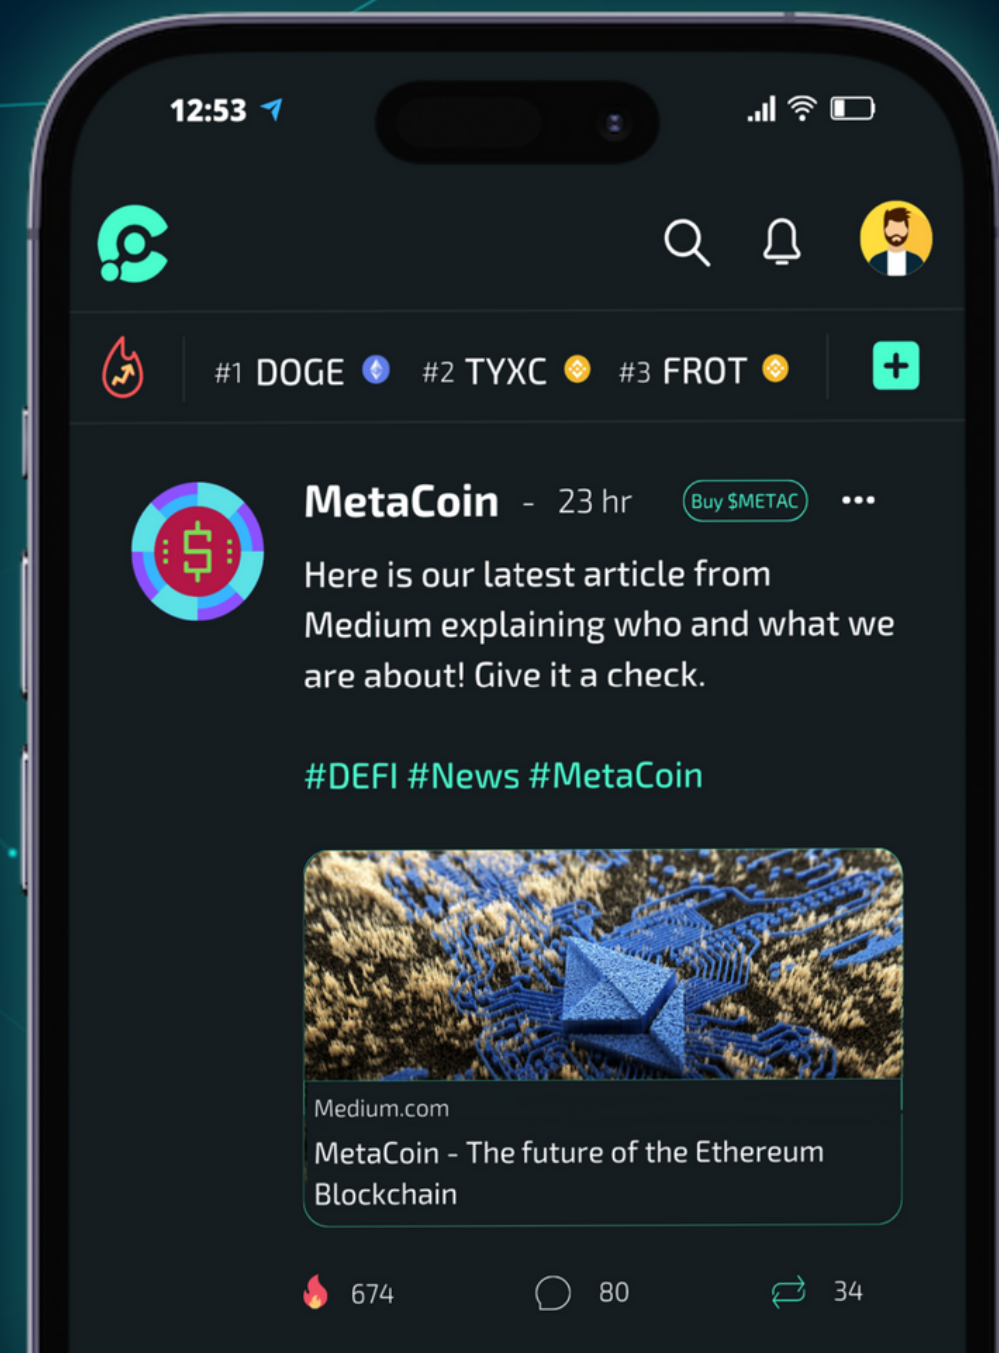 12:53
#1 DOGE #2 TYXC #3 FROT
MetaCoin - 23 hr Buy $METAC
Here is our latest article from
Medium explaining who and what we
are about! Give it a check.
#DEFI #News #MetaCoin
Medium.com
MetaCoin - The future of the Ethereum
Blockchain
674 80 34